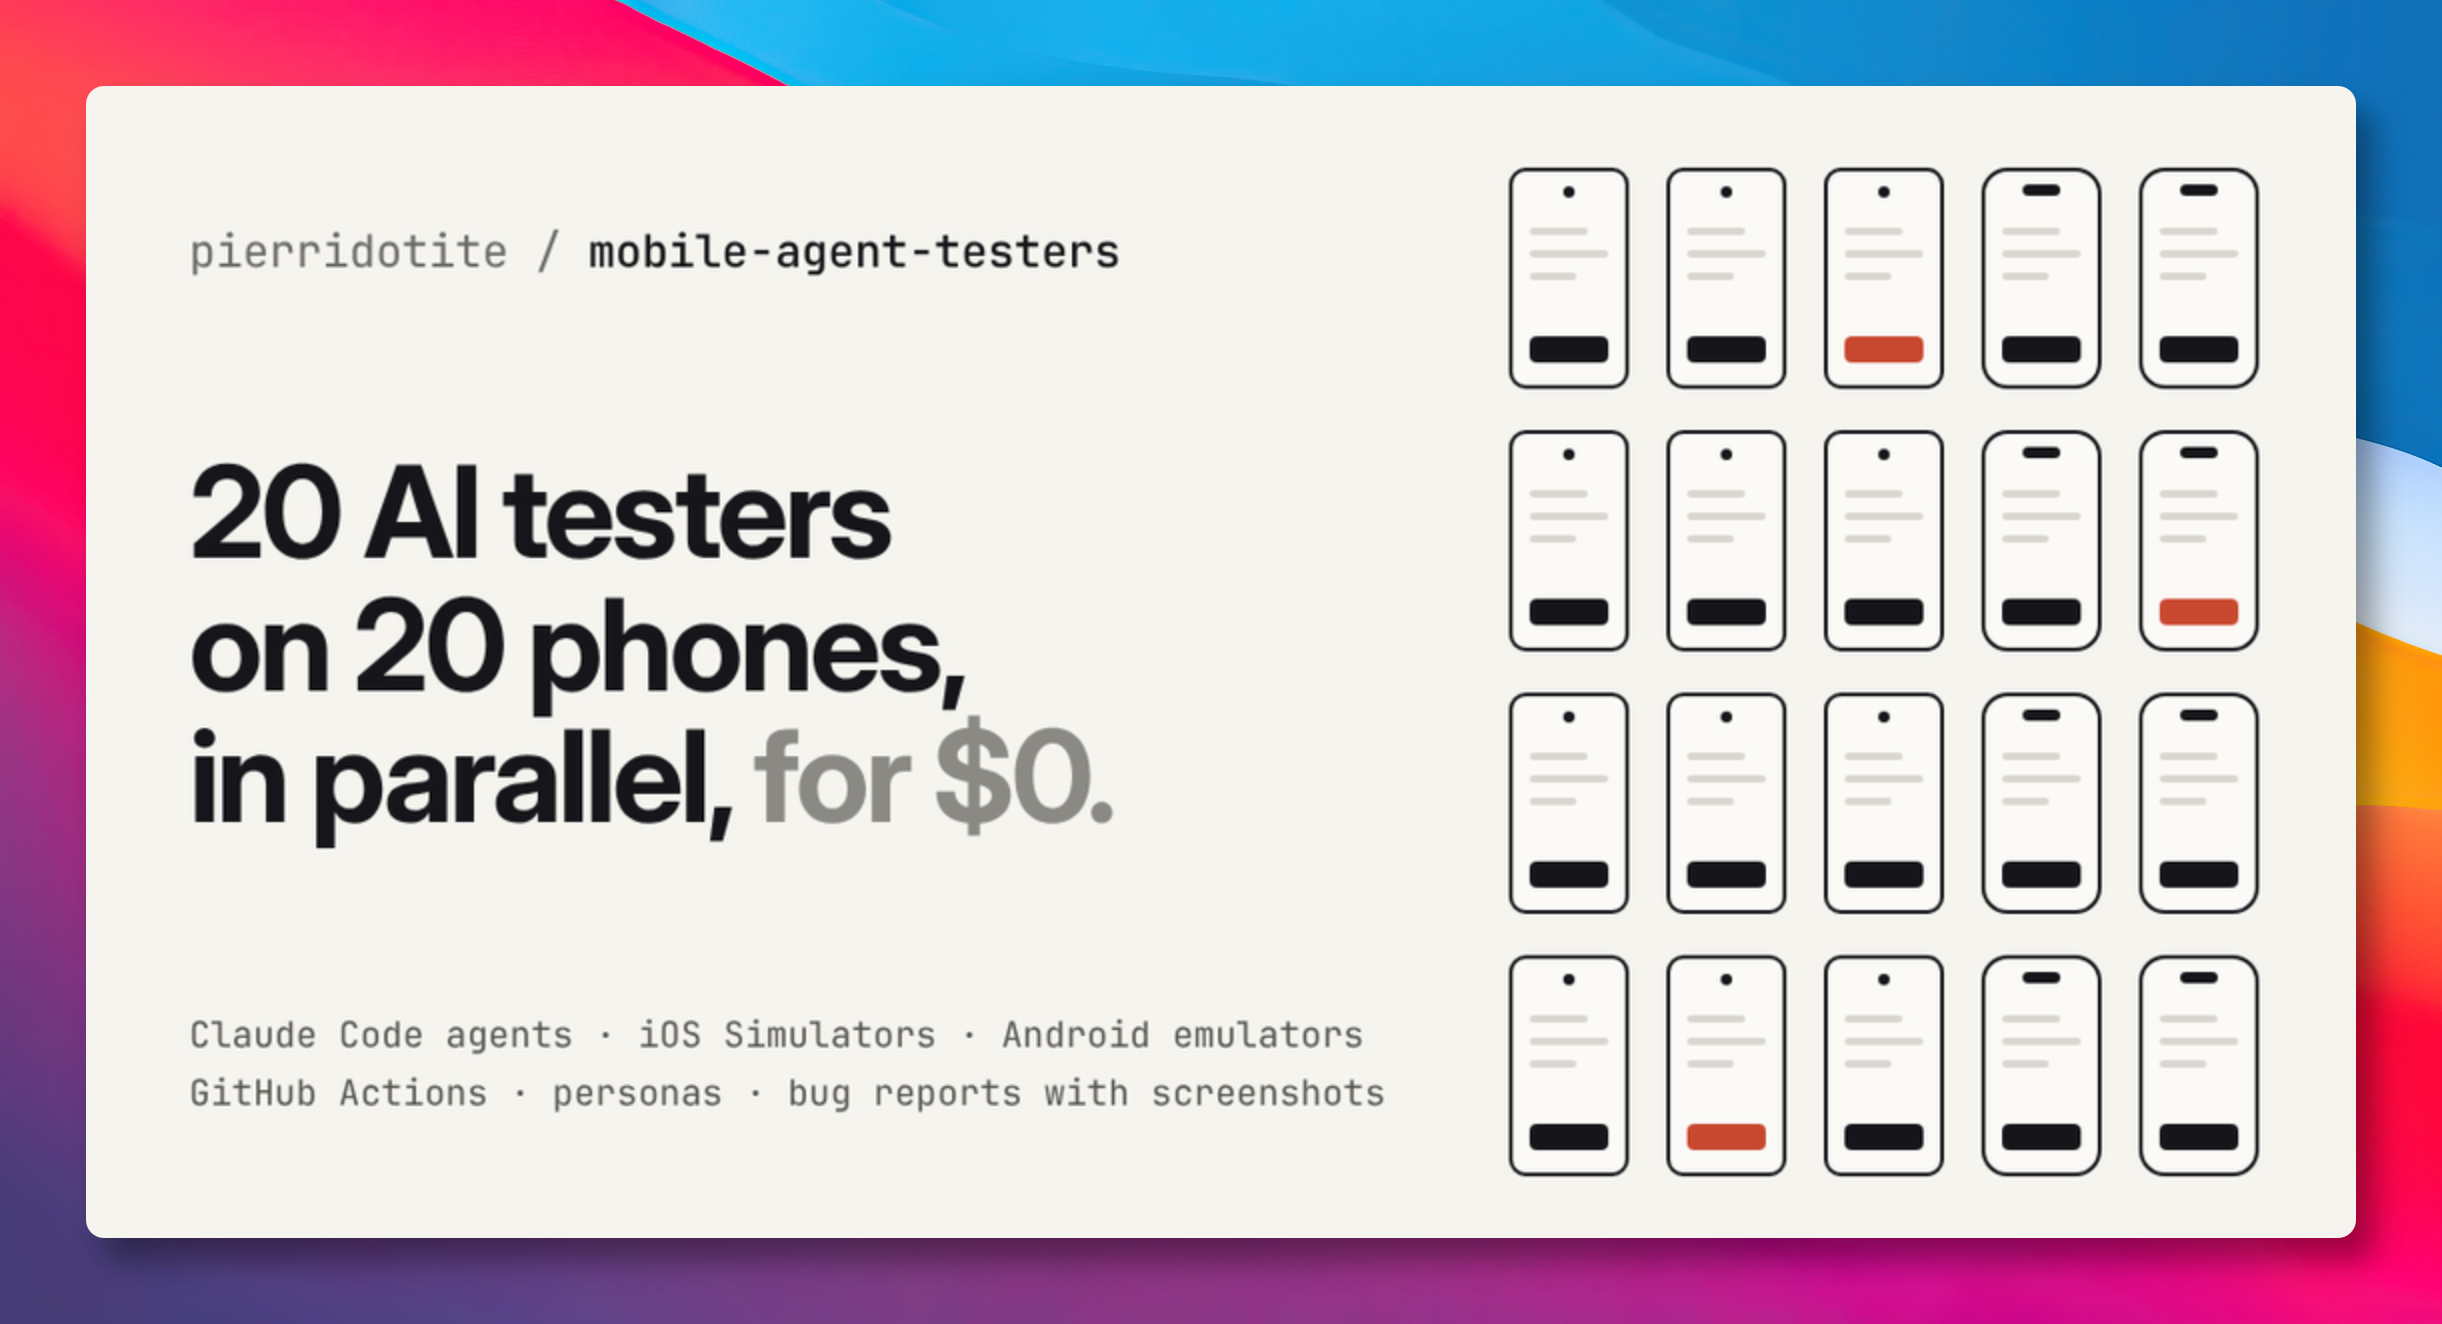 pierridotite / mobile-agent-testers
20 AI testers
on 20 phones,
in parallel, for $0.
Claude Code agents · iOS Simulators · Android emulators
GitHub Actions · personas · bug reports with screenshots